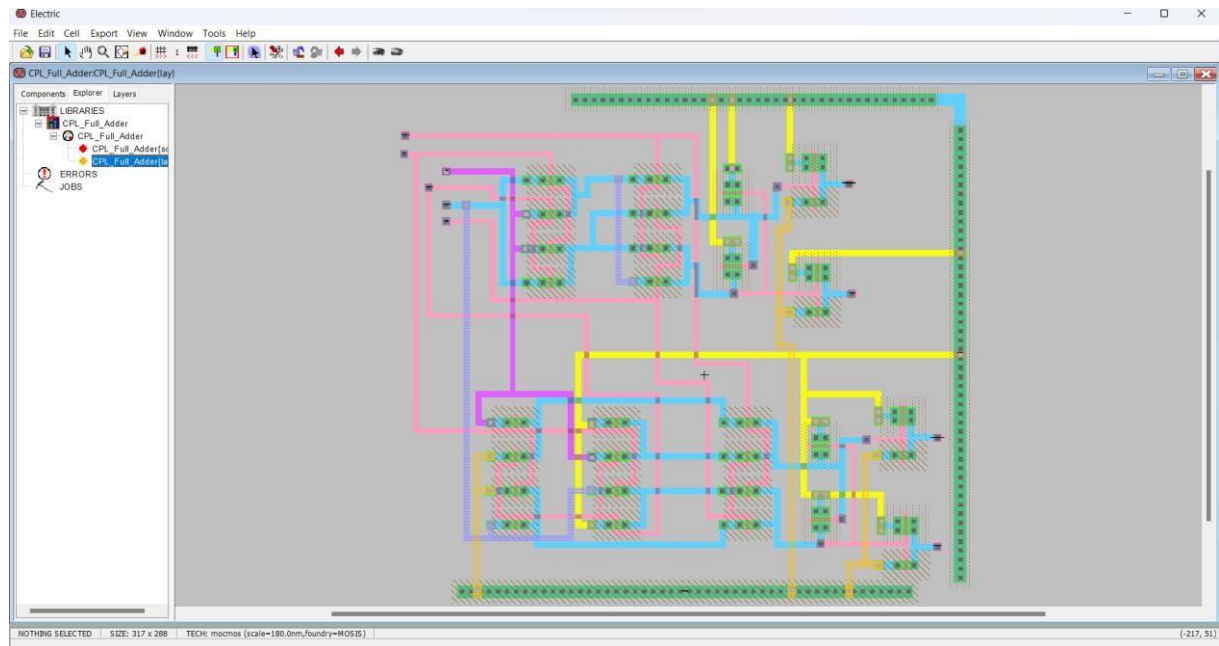 Electric
File Edit Cell Export View Window Tools Help
1
CPL_Full_Adder:CPL_Full_Adder{lay}
Components Explorer Layers
LIBRARIES
CPL_Full_Adder
CPL_Full_Adder
CPL_Full_Adder{sc
CPL_Full_Adder{la
ERRORS
JOBS
NOTHING SELECTED SIZE: 317 x 288 TECH: mocmos (scale=180.0nm,foundry=MOSIS) (-217, 51)